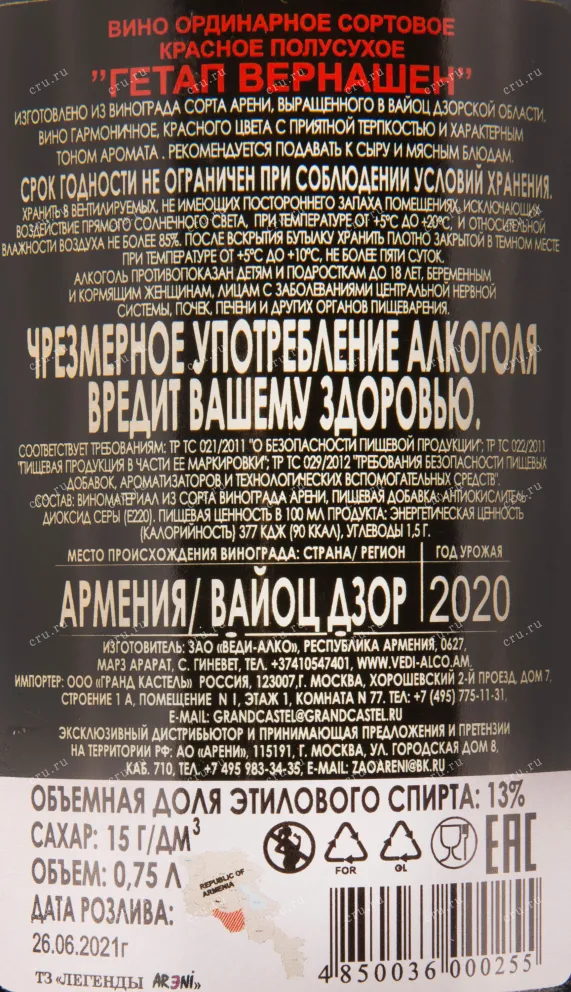 ВИНО ОРДИНАРНОЕ СОРТОВОЕ
КРАСНОЕ ПОЛУСУХОЕ
"ГЕТАП ВЕРНАШЕН"
ИЗГОТОВЛЕНО ИЗ ВИНОГРАДА СОРТА АРЕНИ, ВЫРАЩЕННОГО В ВАЙОЦ ДЗОРСКОЙ ОБЛАСТИ.
ВИНО ГАРМОНИЧНОЕ, КРАСНОГО ЦВЕТА С ПРИЯТНОЙ ТЕРПКОСТЬЮ И ХАРАКТЕРНЫМ
ТОНОМ АРОМАТА . РЕКОМЕНДУЕТСЯ ПОДАВАТЬ К СЫРУ И МЯСНЫМ БЛЮДАМ.
СРОК ГОДНОСТИ НЕ ОГРАНИЧЕН ПРИ СОБЛЮДЕНИИ УСЛОВИЙ ХРАНЕНИЯ.
ХРАНИТЬ В ВЕНТИЛИРУЕМЫХ, НЕ ИМЕЮЩИХ ПОСТОРОННЕГО ЗАПАХА ПОМЕЩЕНИЯХ, ИСКЛЮЧАЮЩИХ
ВОЗДЕЙСТВИЕ ПРЯМОГО СОЛНЕЧНОГО СВЕТА, ПРИ ТЕМПЕРАТУРЕ ОТ +5°C ДО +20°C, И ОТНОСИТЕЛЬНОЙ
ВЛАЖНОСТИ ВОЗДУХА НЕ БОЛЕЕ 85%. ПОСЛЕ ВСКРЫТИЯ БУТЫЛКУ ХРАНИТЬ ПЛОТНО ЗАКРЫТОЙ В ТЕМНОМ МЕСТЕ
ПРИ ТЕМПЕРАТУРЕ ОТ +5°C ДО +10°C, НЕ БОЛЕЕ ПЯТИ СУТОК.
АЛКОГОЛЬ ПРОТИВОПОКАЗАН ДЕТЯМ И ПОДРОСТКАМ ДО 18 ЛЕТ, БЕРЕМЕННЫМ
И КОРМЯЩИМ ЖЕНЩИНАМ, ЛИЦАМ С ЗАБОЛЕВАНИЯМИ ЦЕНТРАЛЬНОЙ НЕРВНОЙ
СИСТЕМЫ, ПОЧЕК, ПЕЧЕНИ И ДРУГИХ ОРГАНОВ ПИЩЕВАРЕНИЯ.
ЧРЕЗМЕРНОЕ УПОТРЕБЛЕНИЕ АЛКОГОЛЯ
ВРЕДИТ ВАШЕМУ ЗДОРОВЬЮ.
СООТВЕТСТВУЕТ ТРЕБОВАНИЯМ: ТР ТС 021/2011 "О БЕЗОПАСНОСТИ ПИЩЕВОЙ ПРОДУКЦИИ"; ТР ТС 022/2011
"ПИЩЕВАЯ ПРОДУКЦИЯ В ЧАСТИ ЕЕ МАРКИРОВКИ"; ТР ТС 029/2012 "ТРЕБОВАНИЯ БЕЗОПАСНОСТИ ПИЩЕВЫХ
ДОБАВОК, АРОМАТИЗАТОРОВ И ТЕХНОЛОГИЧЕСКИХ ВСПОМОГАТЕЛЬНЫХ СРЕДСТВ".
СОСТАВ: ВИНОМАТЕРИАЛ ИЗ СОРТА ВИНОГРАДА АРЕНИ, ПИЩЕВАЯ ДОБАВКА: АНТИОКИСЛИТЕЛЬ
ДИОКСИД СЕРЫ (Е220). ПИЩЕВАЯ ЦЕННОСТЬ В 100 МЛ ПРОДУКТА: ЭНЕРГЕТИЧЕСКАЯ ЦЕННОСТЬ
(КАЛОРИЙНОСТЬ) 377 КДЖ (90 ККАЛ), УГЛЕВОДЫ 1,5 Г.
МЕСТО ПРОИСХОЖДЕНИЯ ВИНОГРАДА: СТРАНА/ РЕГИОН ГОД УРОЖАЯ
АРМЕНИЯ/ ВАЙОЦ ДЗОР 2020
ИЗГОТОВИТЕЛЬ: ЗАО «ВЕДИ-АЛКО», РЕСПУБЛИКА АРМЕНИЯ, 0627,
МАРЗ АРАРАТ, С. ГИНЕВЕТ, ТЕЛ. +37410547401, WWW.VEDI-ALCO.AM,
ИМПОРТЕР: ООО «ГРАНД КАСТЕЛЬ» РОССИЯ, 123007,Г. МОСКВА, ХОРОШЕВСКИЙ 2-Й ПРОЕЗД, ДОМ 7,
СТРОЕНИЕ 1 А, ПОМЕЩЕНИЕ N I, ЭТАЖ 1, КОМНАТА N 77. ТЕЛ: +7 (495) 775-11-31,
E-MAIL: GRANDCASTEL@GRANDCASTEL.RU
ЭКСКЛЮЗИВНЫЙ ДИСТРИБЬЮТОР И ПРИНИМАЮЩАЯ ПРЕДЛОЖЕНИЯ И ПРЕТЕНЗИИ
НА ТЕРРИТОРИИ РФ: АО «АРЕНИ», 115191, Г. МОСКВА, УЛ. ГОРОДСКАЯ ДОМ 8,
КАБ. 710, ТЕЛ. +7 495 983-34-35, E-MAIL: ZAOARENI@BK.RU
ОБЪЕМНАЯ ДОЛЯ ЭТИЛОВОГО СПИРТА: 13%
САХАР: 15 Г/ДМ³
ОБЪЕМ: 0,75 Л
ДАТА РОЗЛИВА:
26.06.2021г
ТЗ «ЛЕГЕНДЫ ARЭNI»
REPUBLIC OF
ARMENIA
FOR
GL
EAC
4 850036 000255
cru.ru